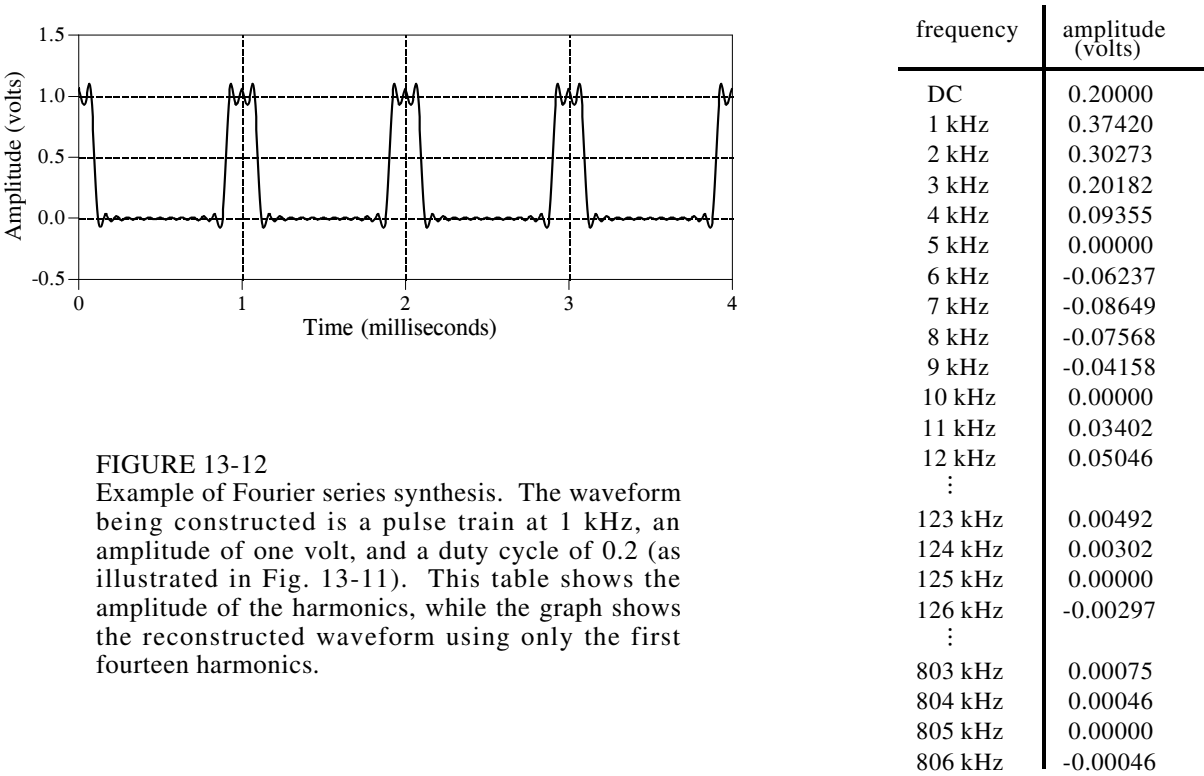 1.5
1.0
0.5
0.0
-0.5
Amplitude (volts)
0 1 2 3 4
Time (milliseconds)
FIGURE 13-12
Example of Fourier series synthesis. The waveform
being constructed is a pulse train at 1 kHz, an
amplitude of one volt, and a duty cycle of 0.2 (as
illustrated in Fig. 13-11). This table shows the
amplitude of the harmonics, while the graph shows
the reconstructed waveform using only the first
fourteen harmonics.
frequency amplitude
(volts)
DC 0.20000
1 kHz 0.37420
2 kHz 0.30273
3 kHz 0.20182
4 kHz 0.09355
5 kHz 0.00000
6 kHz -0.06237
7 kHz -0.08649
8 kHz -0.07568
9 kHz -0.04158
10 kHz 0.00000
11 kHz 0.03402
12 kHz 0.05046
⋮
123 kHz 0.00492
124 kHz 0.00302
125 kHz 0.00000
126 kHz -0.00297
⋮
803 kHz 0.00075
804 kHz 0.00046
805 kHz 0.00000
806 kHz -0.00046